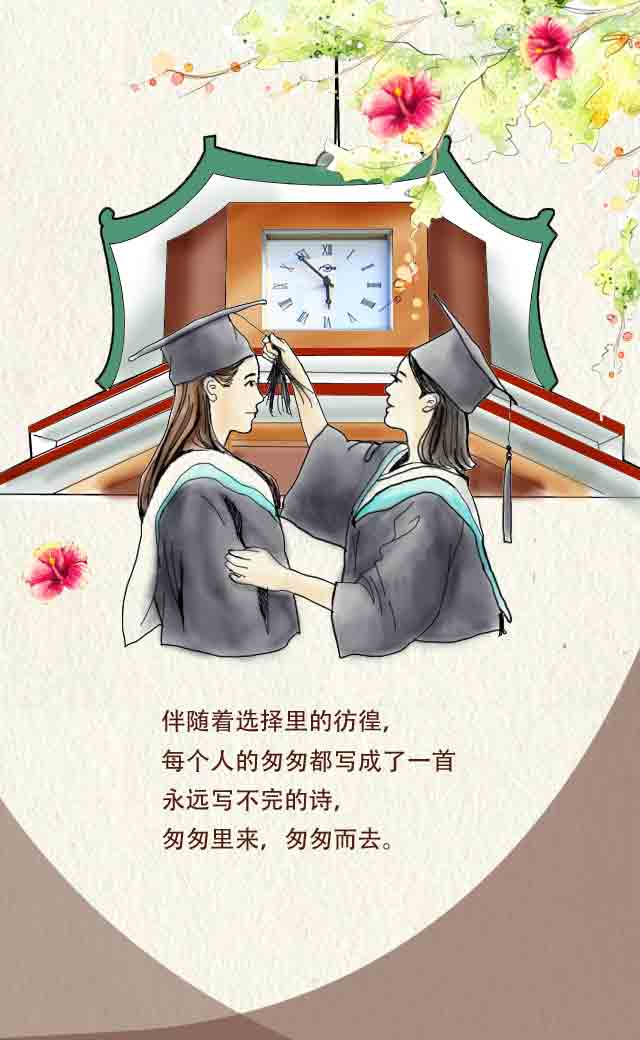 XII
伴随着选择里的彷徨，
每个人的匆匆都写成了一首
永远写不完的诗，
匆匆里来，匆匆而去。